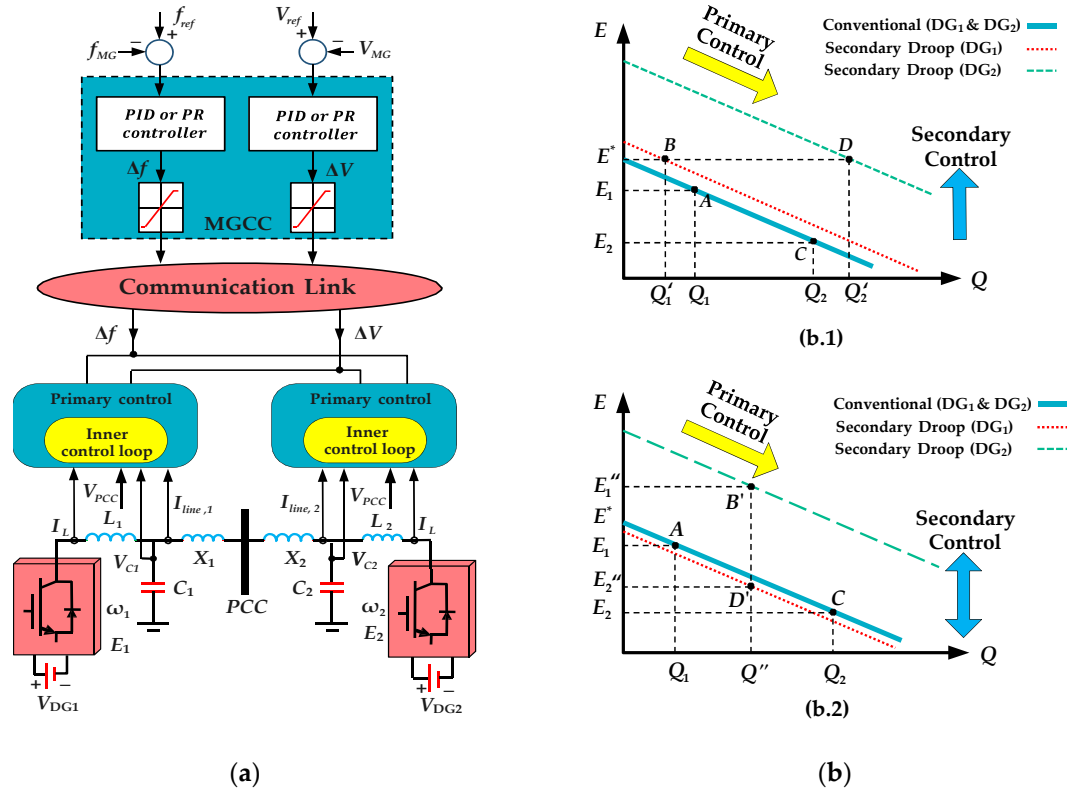 f_ref
+
−
f_MG
V_ref
+
−
V_MG
PID or PR
controller
PID or PR
controller
Δf
ΔV
MGCC
Communication Link
Δf
ΔV
Primary control
Inner
control loop
Primary control
Inner
control loop
V_PCC
I_line,1
I_line,2
V_PCC
I_L
L_1
L_2
I_L
V_C1
X_1
X_2
V_C2
C_1
C_2
PCC
ω_1
E_1
ω_2
E_2
+
−
V_DG1
+
−
V_DG2
(a)
E
Primary
Control
Conventional (DG_1 & DG_2)
Secondary Droop (DG_1)
Secondary Droop (DG_2)
Secondary
Control
E*
E_1
E_2
B
D
A
C
Q_1′
Q_1
Q_2
Q_2′
Q
(b.1)
E
Primary
Control
Conventional (DG_1 & DG_2)
Secondary Droop (DG_1)
Secondary Droop (DG_2)
Secondary
Control
E_1″
E*
E_1
E_2″
E_2
B'
A
D'
C
Q_1
Q″
Q_2
Q
(b.2)
(b)